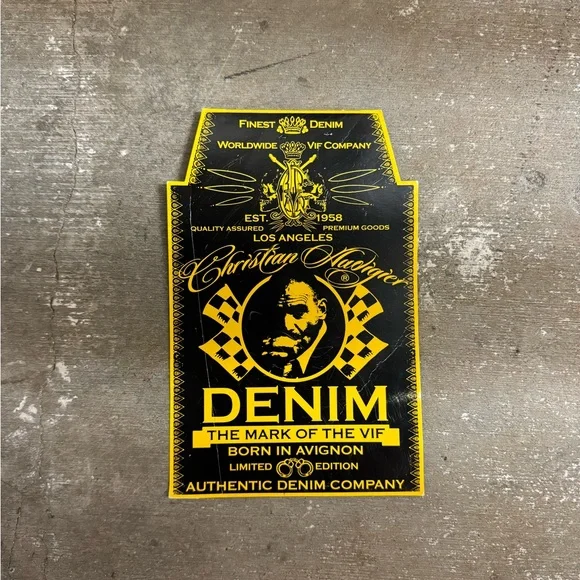 FINEST DENIM
WORLDWIDE VIF COMPANY
EST. 1958
QUALITY ASSURED PREMIUM GOODS
LOS ANGELES
Christian Audigier ®
DENIM
THE MARK OF THE VIF
BORN IN AVIGNON
LIMITED EDITION
AUTHENTIC DENIM COMPANY